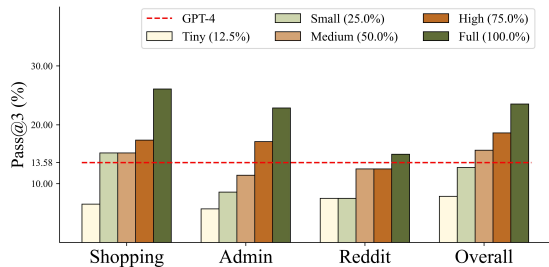 GPT-4 Small (25.0%) High (75.0%)
Tiny (12.5%) Medium (50.0%) Full (100.0%)
Pass@3 (%)
30.00
20.00
13.58
10.00
Shopping Admin Reddit Overall